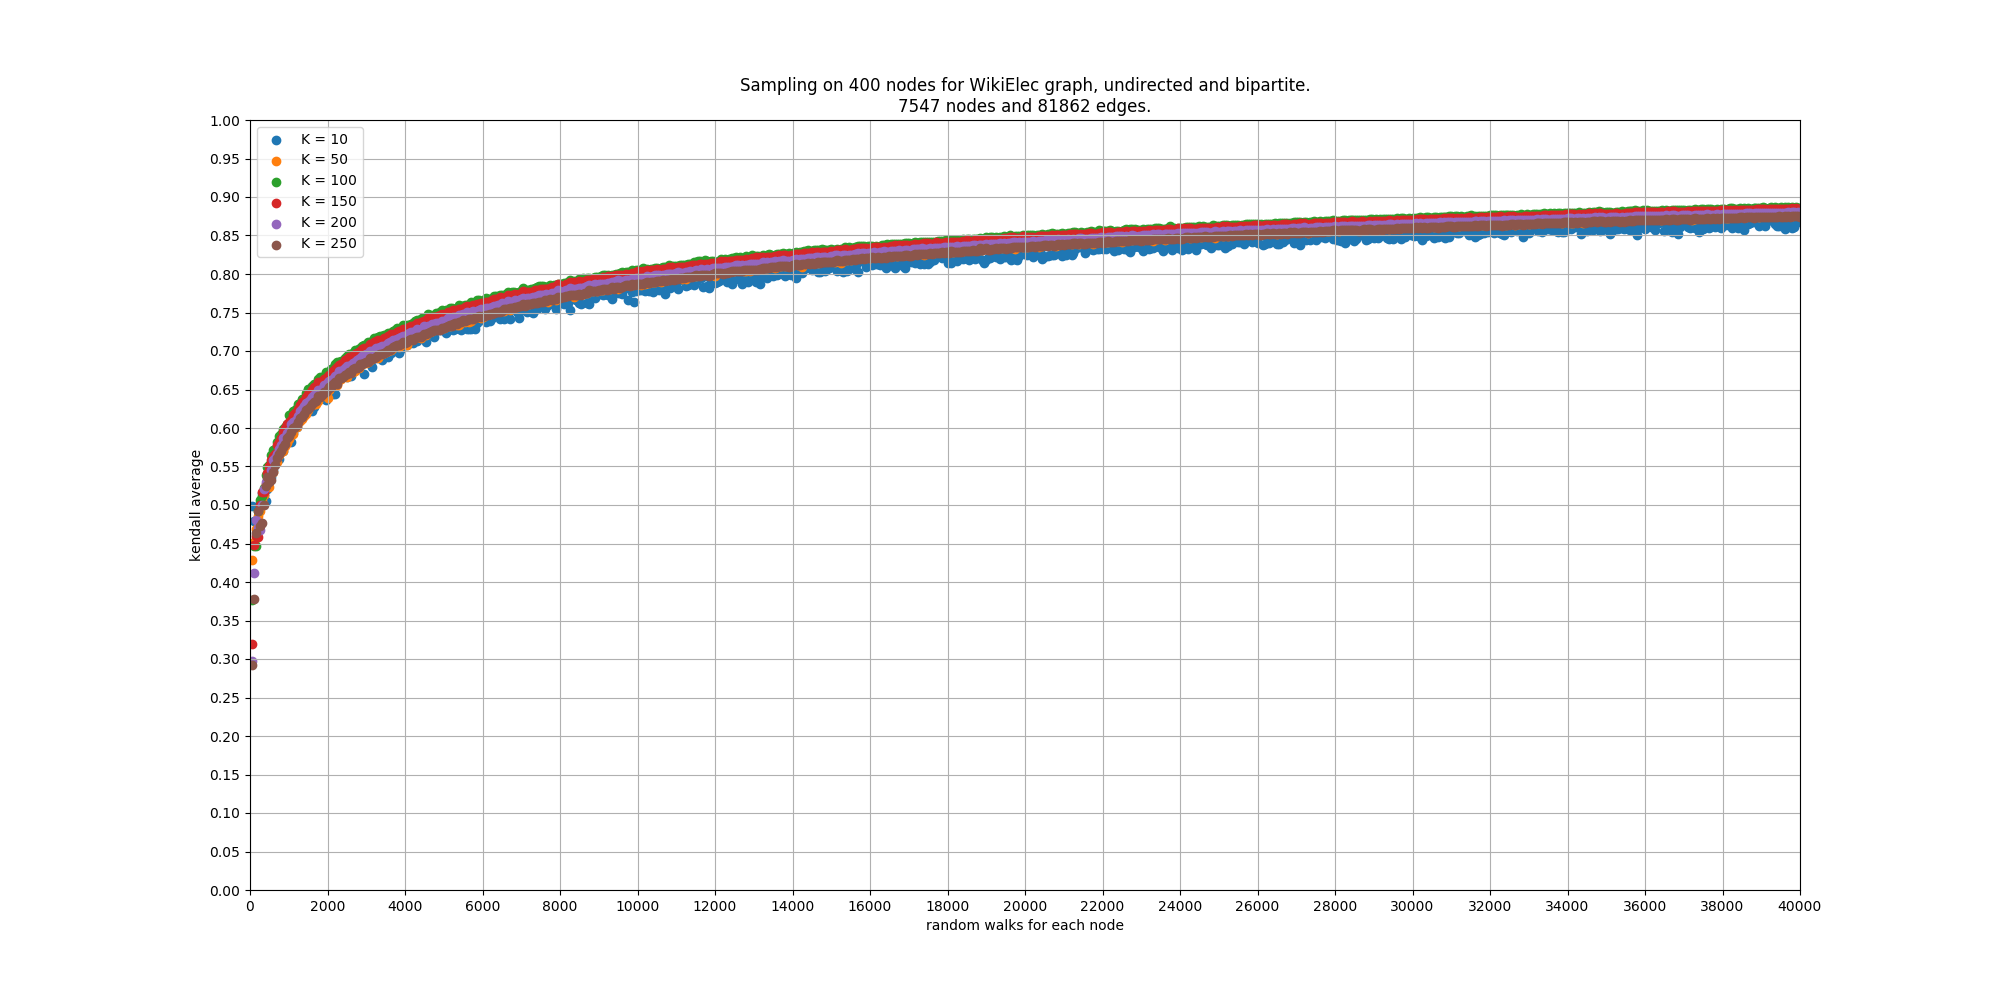 Sampling on 400 nodes for WikiElec graph, undirected and bipartite.
7547 nodes and 81862 edges.
1.00
0.95
0.90
0.85
0.80
0.75
0.70
0.65
0.60
0.55
0.50
0.45
0.40
0.35
0.30
0.25
0.20
0.15
0.10
0.05
0.00
kendall average
K = 10
K = 50
K = 100
K = 150
K = 200
K = 250
0 2000 4000 6000 8000 10000 12000 14000 16000 18000 20000 22000 24000 26000 28000 30000 32000 34000 36000 38000 40000
random walks for each node